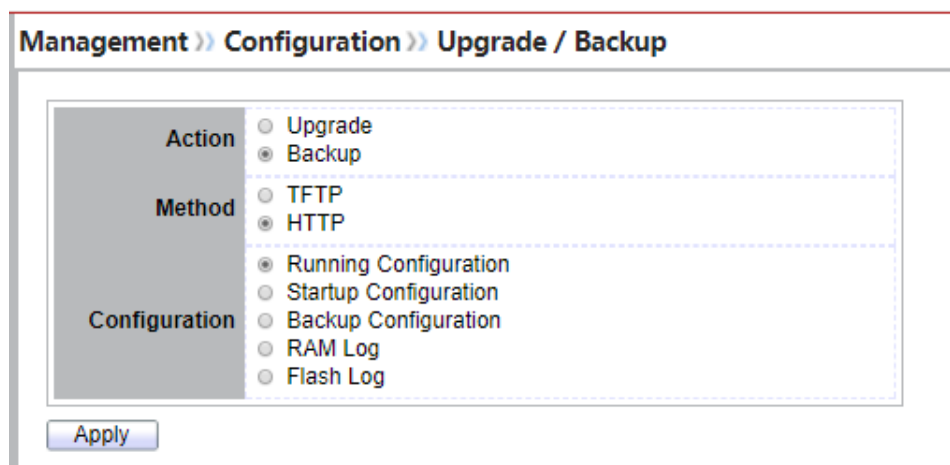 Management » Configuration » Upgrade / Backup
Action
Upgrade
Backup
Method
TFTP
HTTP
Configuration
Running Configuration
Startup Configuration
Backup Configuration
RAM Log
Flash Log
Apply